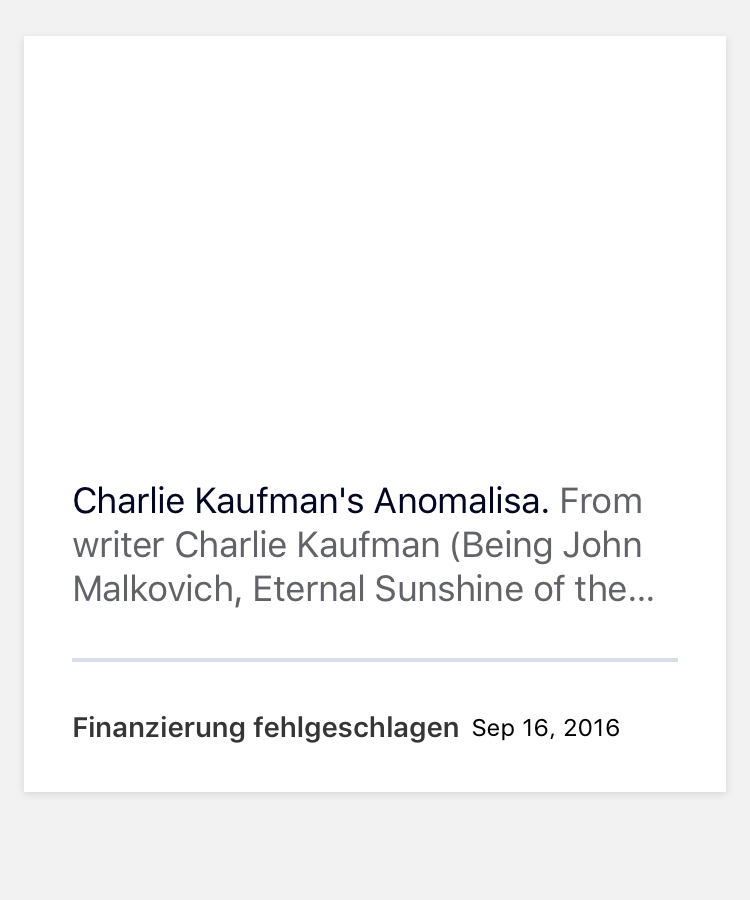 Charlie Kaufman's Anomalisa. From
writer Charlie Kaufman (Being John
Malkovich, Eternal Sunshine of the...
Finanzierung fehlgeschlagen Sep 16, 2016